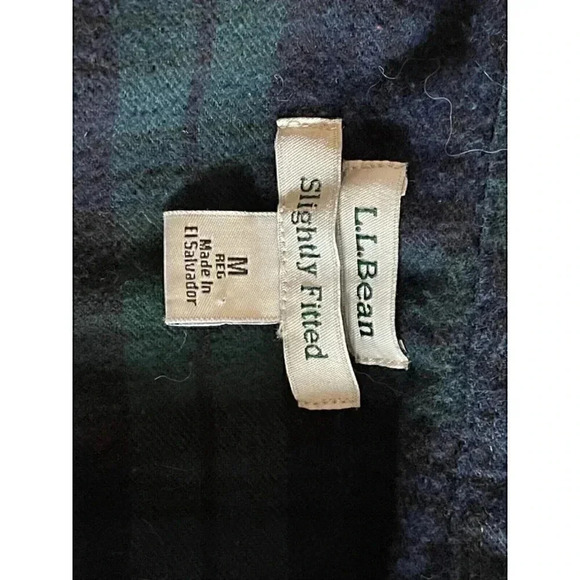 L.L.Bean
Slightly Fitted
M
REG
Made In
El Salvador